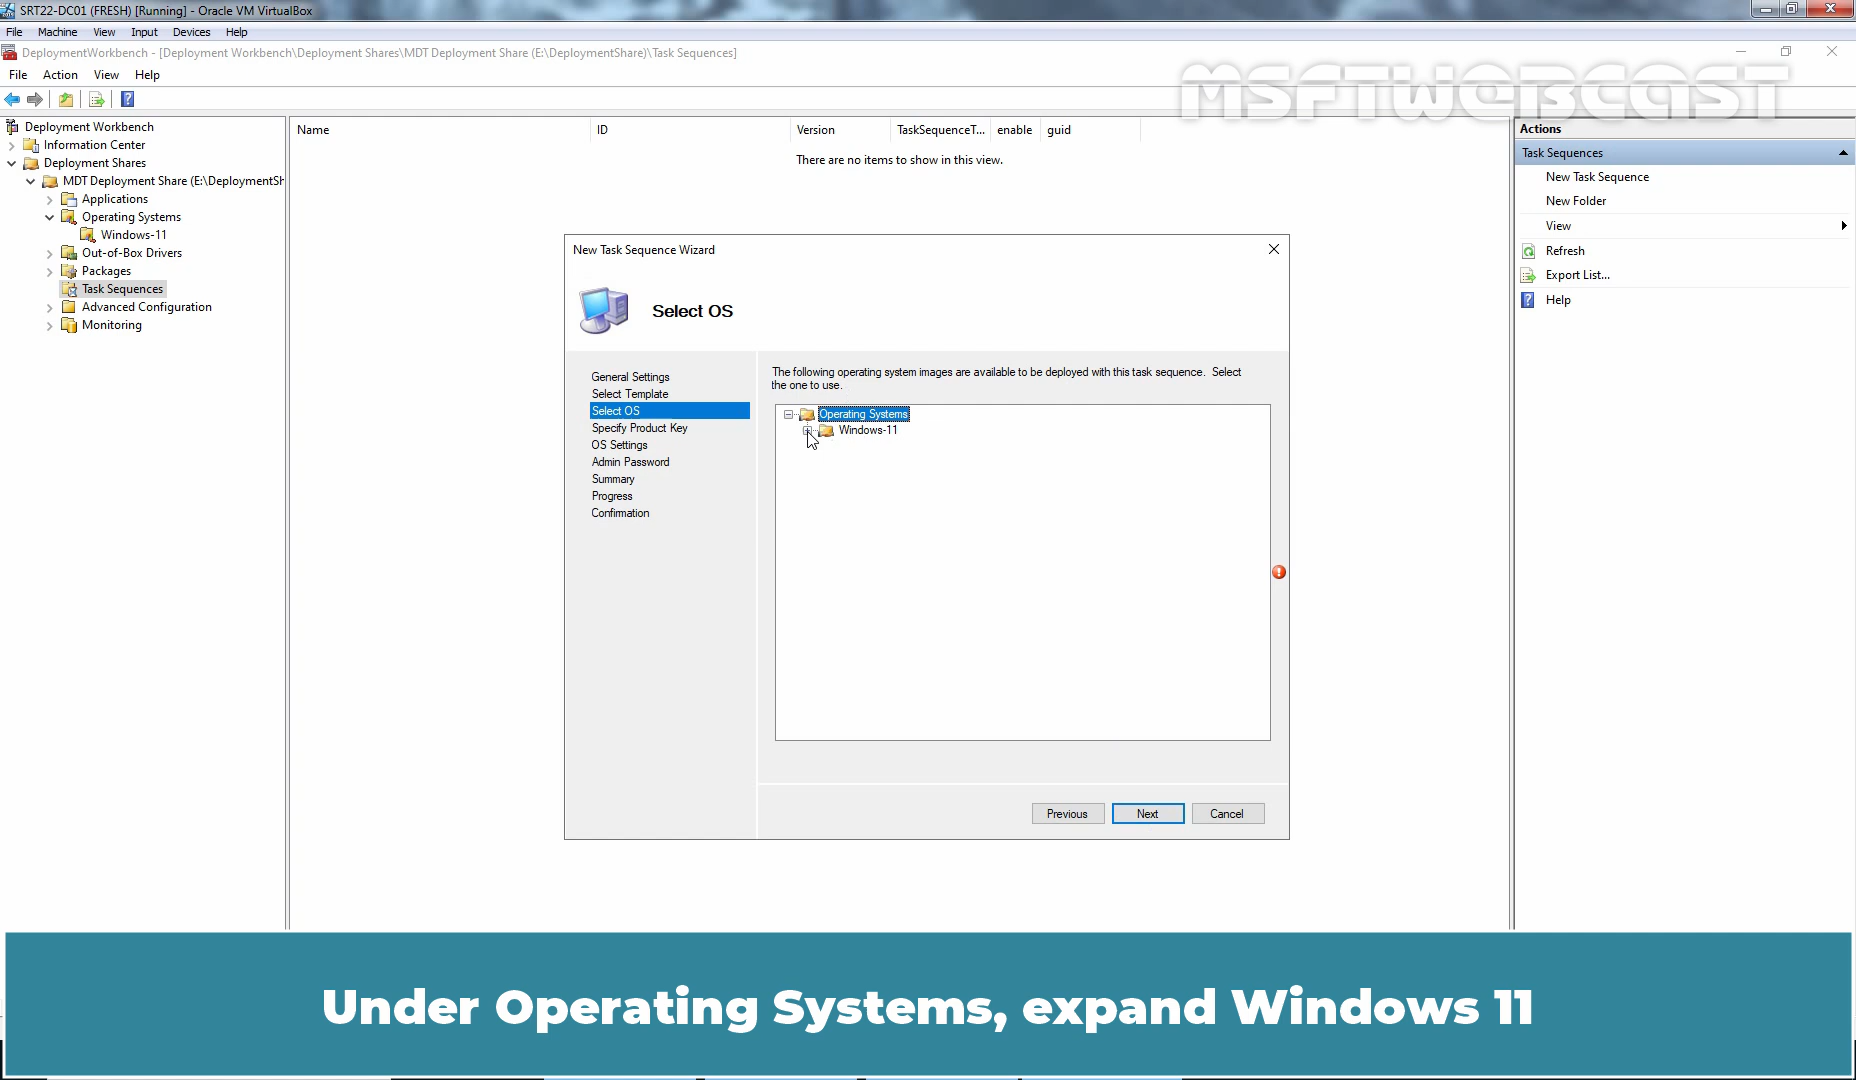 SRT22-DC01 (FRESH) [Running] - Oracle VM VirtualBox
File Machine View Input Devices Help
DeploymentWorkbench - [Deployment Workbench\Deployment Shares\MDT Deployment Share (E:\DeploymentShare)\Task Sequences]
File Action View Help
MSFTWEBCAST
Deployment Workbench
Information Center
Deployment Shares
MDT Deployment Share (E:\DeploymentSh
Applications
Operating Systems
Windows-11
Out-of-Box Drivers
Packages
Task Sequences
Advanced Configuration
Monitoring
Name ID Version TaskSequenceT... enable guid
There are no items to show in this view.
New Task Sequence Wizard
Select OS
General Settings
Select Template
Select OS
Specify Product Key
OS Settings
Admin Password
Summary
Progress
Confirmation
The following operating system images are available to be deployed with this task sequence. Select
the one to use.
Operating Systems
Windows-11
Previous Next Cancel
Actions
Task Sequences
New Task Sequence
New Folder
View
Refresh
Export List...
Help
Under Operating Systems, expand Windows 11